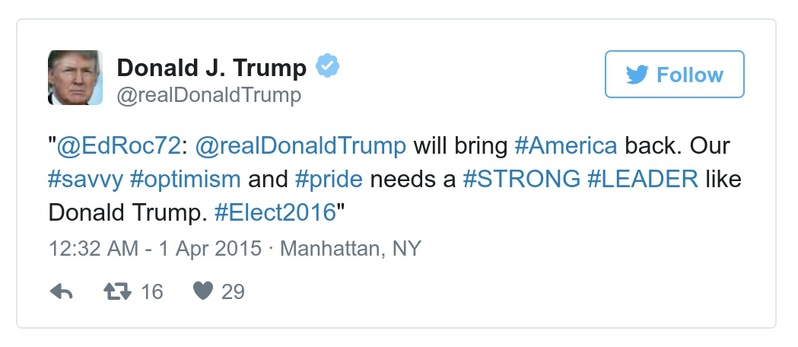 Donald J. Trump
Follow
@realDonaldTrump
"@EdRoc72: @realDonaldTrump will bring #America back. Our
#savvy #optimism and #pride needs a #STRONG #LEADER like
Donald Trump. #Elect2016"
12:32 AM - 1 Apr 2015 · Manhattan, NY
16 29